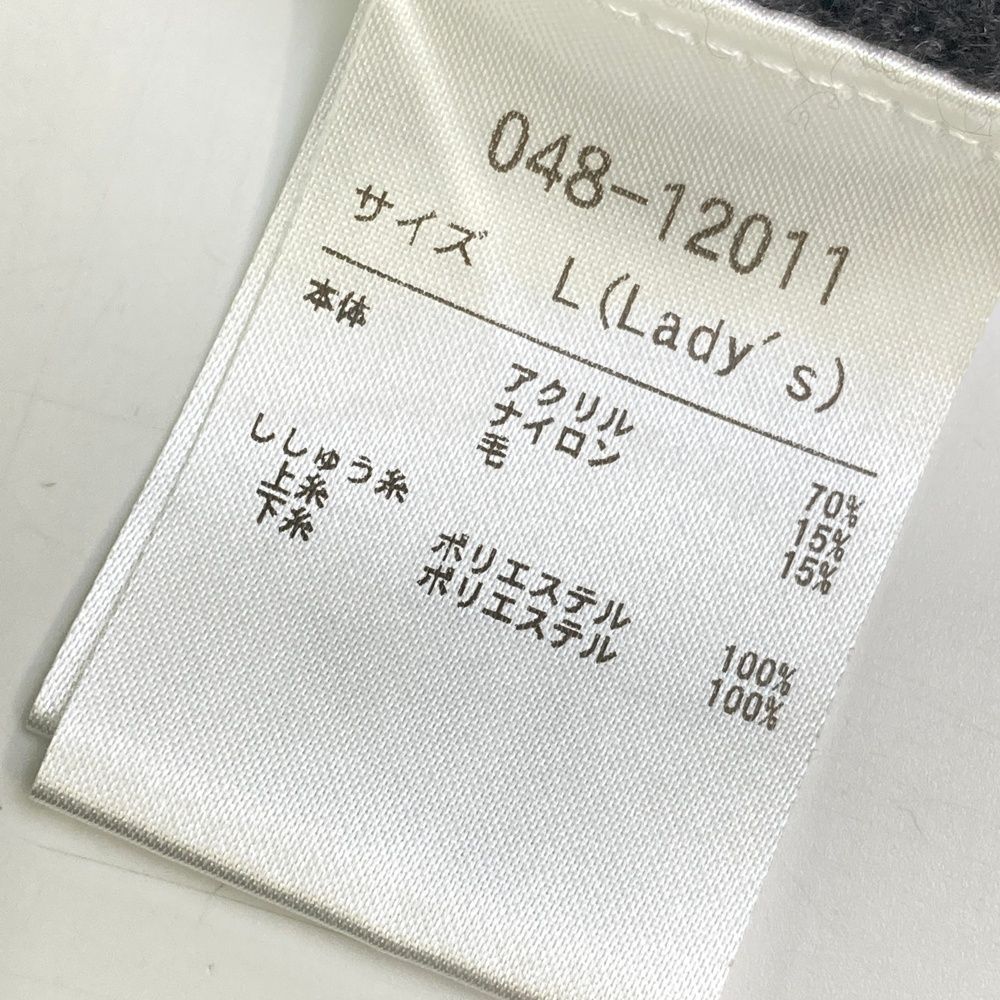 048-12011
サイズ L(Lady's)
本体
アクリル 70%
ナイロン 15%
毛 15%
ししゅう糸
上糸 ポリエステル 100%
下糸 ポリエステル 100%